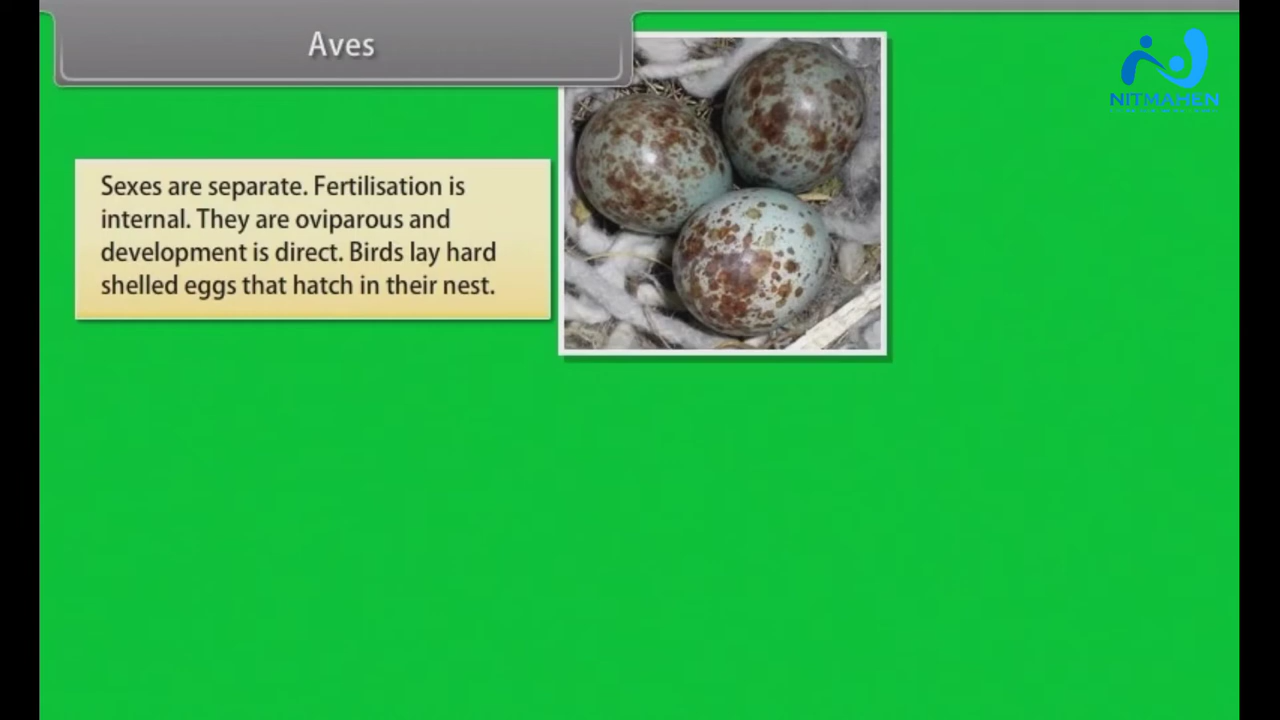 Aves
NITMAHEN
Sexes are separate. Fertilisation is
internal. They are oviparous and
development is direct. Birds lay hard
shelled eggs that hatch in their nest.